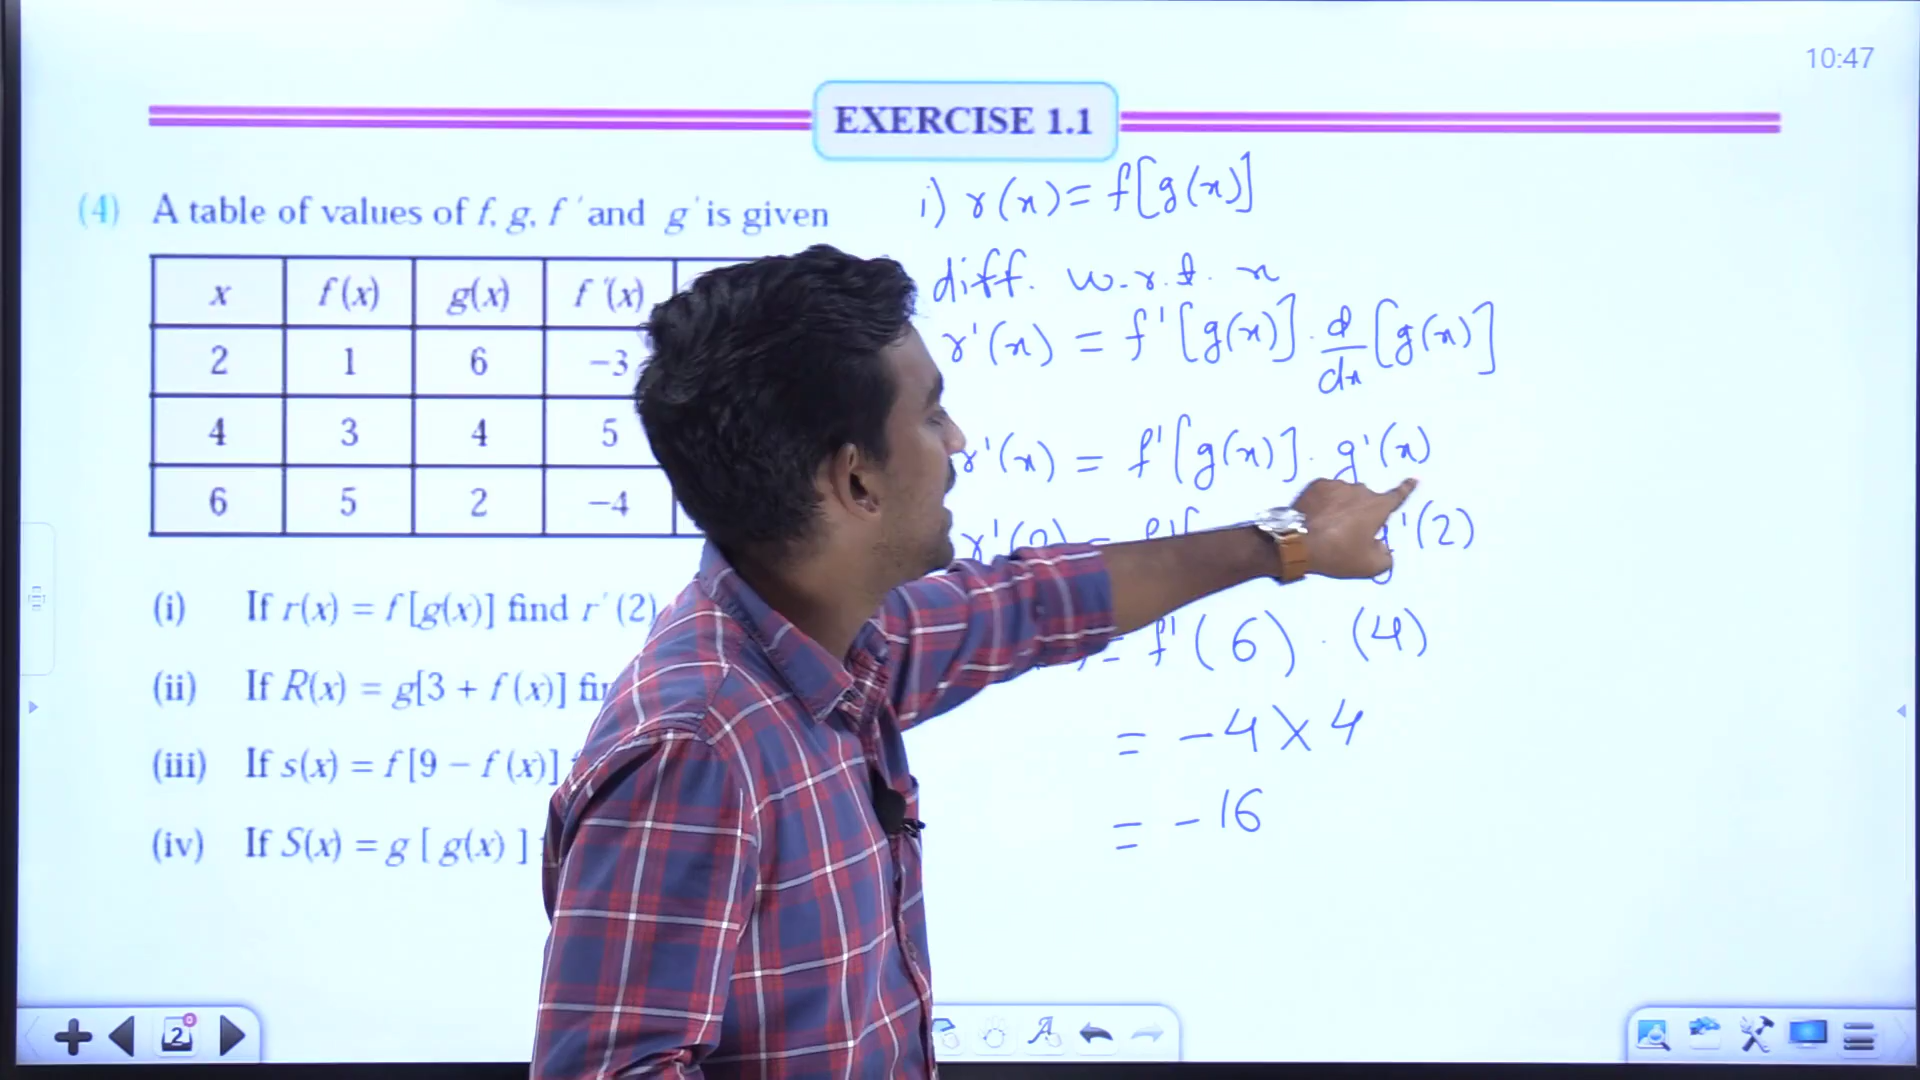 10:47
EXERCISE 1.1
(4) A table of values of f, g, f ′ and g ′ is given
x f (x) g(x) f ′(x)
2 1 6 −3
4 3 4 5
6 5 2 −4
(i) If r(x) = f [g(x)] find r′ (2)
(ii) If R(x) = g[3 + f (x)]
(iii) If s(x) = f [9 − f (x)]
(iv) If S(x) = g [ g(x) ]
i) r(x) = f[g(x)]
diff. w.r.t. x
r'(x) = f'[g(x)] · d/dx [g(x)]
r'(x) = f'[g(x)] · g'(x)
g'(2)
= f'(6) · (4)
= -4 × 4
= -16
2